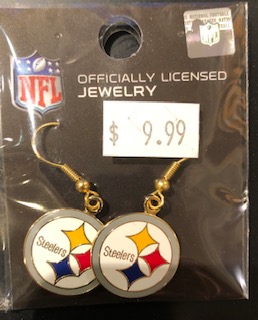 NFL
OFFICIALLY LICENSED
JEWELRY
$ 9.99
Steelers
Steelers